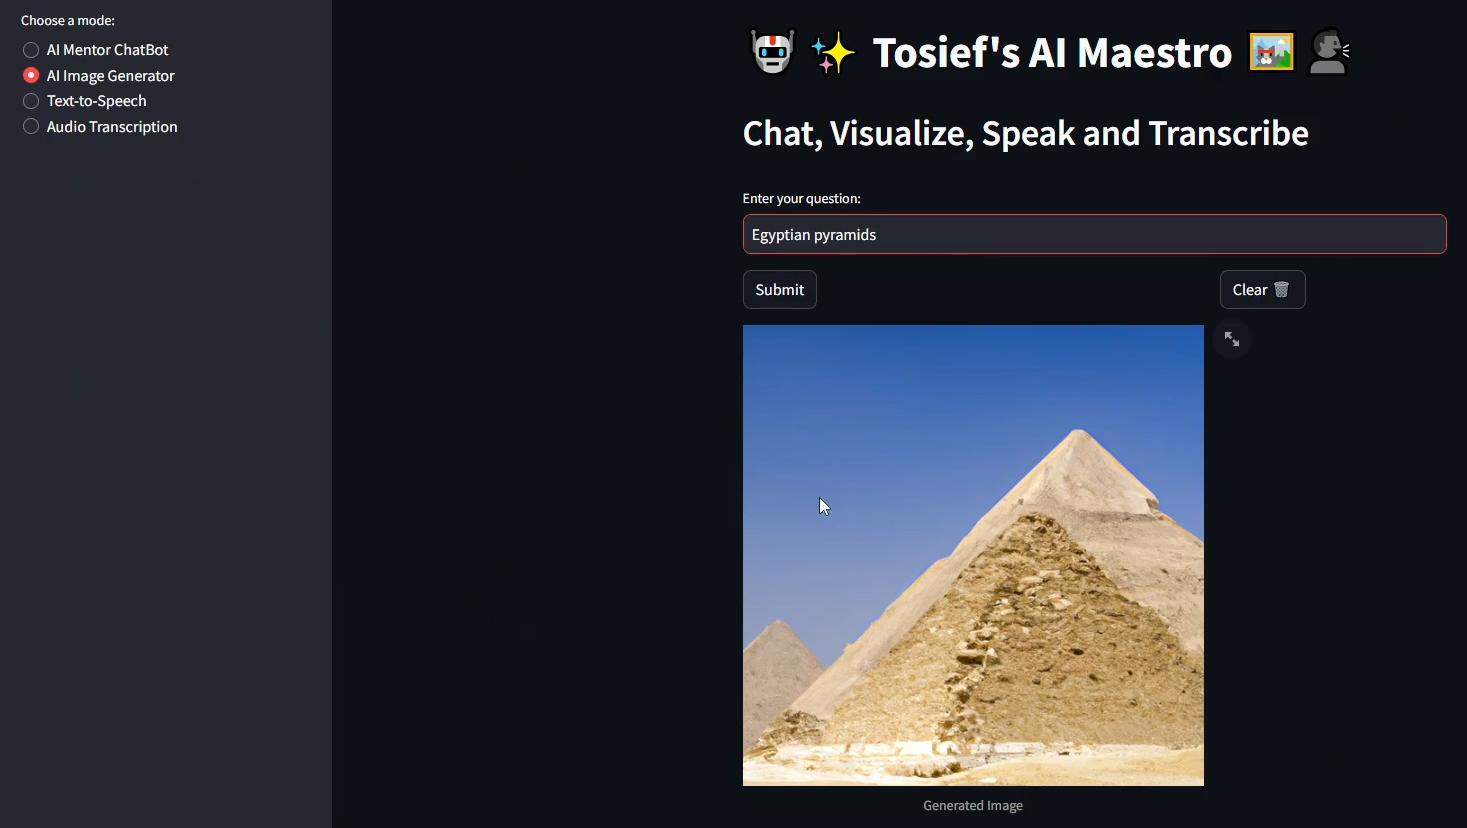 Choose a mode:
AI Mentor ChatBot
AI Image Generator
Text-to-Speech
Audio Transcription
Tosief's AI Maestro
Chat, Visualize, Speak and Transcribe
Enter your question:
Egyptian pyramids
Submit
Clear
Generated Image